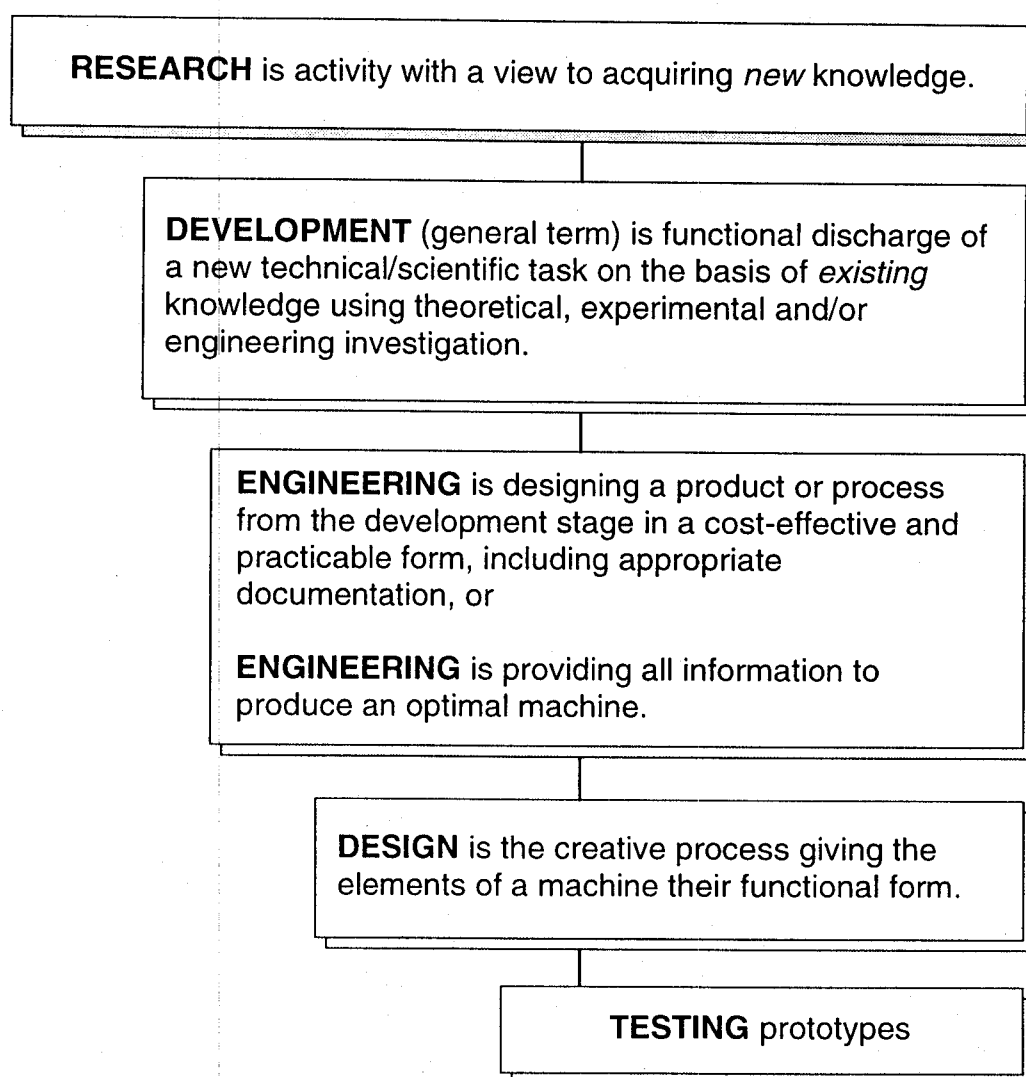 RESEARCH is activity with a view to acquiring new knowledge.
DEVELOPMENT (general term) is functional discharge of
a new technical/scientific task on the basis of existing
knowledge using theoretical, experimental and/or
engineering investigation.
ENGINEERING is designing a product or process
from the development stage in a cost-effective and
practicable form, including appropriate
documentation, or
ENGINEERING is providing all information to
produce an optimal machine.
DESIGN is the creative process giving the
elements of a machine their functional form.
TESTING prototypes